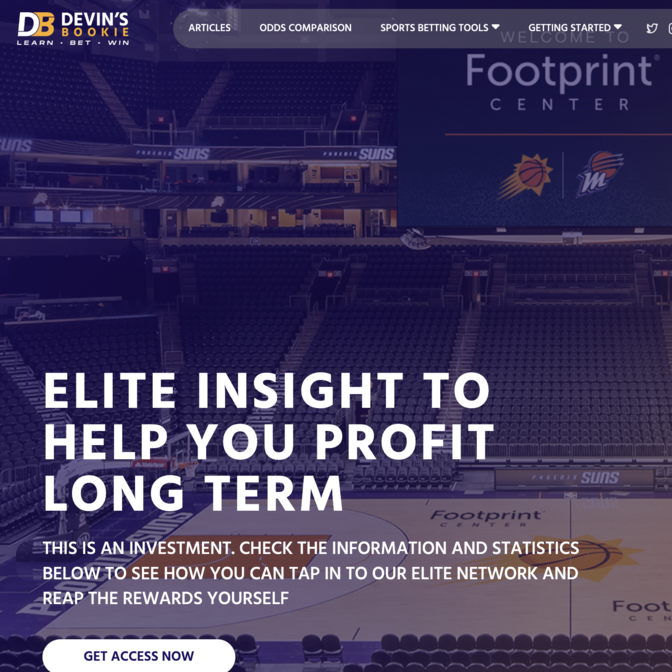 DB DEVIN'S
BOOKIE
LEARN • BET • WIN
ARTICLES ODDS COMPARISON SPORTS BETTING TOOLS GETTING STARTED
WELCOME TO
Footprint®
CENTER
SUNS
PHOENIX SUNS
PHOENIX SUNS
m
ELITE INSIGHT TO
HELP YOU PROFIT
LONG TERM
PHOENIX SUNS
Footprint
CENTER
THIS IS AN INVESTMENT. CHECK THE INFORMATION AND STATISTICS
BELOW TO SEE HOW YOU CAN TAP IN TO OUR ELITE NETWORK AND
REAP THE REWARDS YOURSELF
Foot
CEN
GET ACCESS NOW